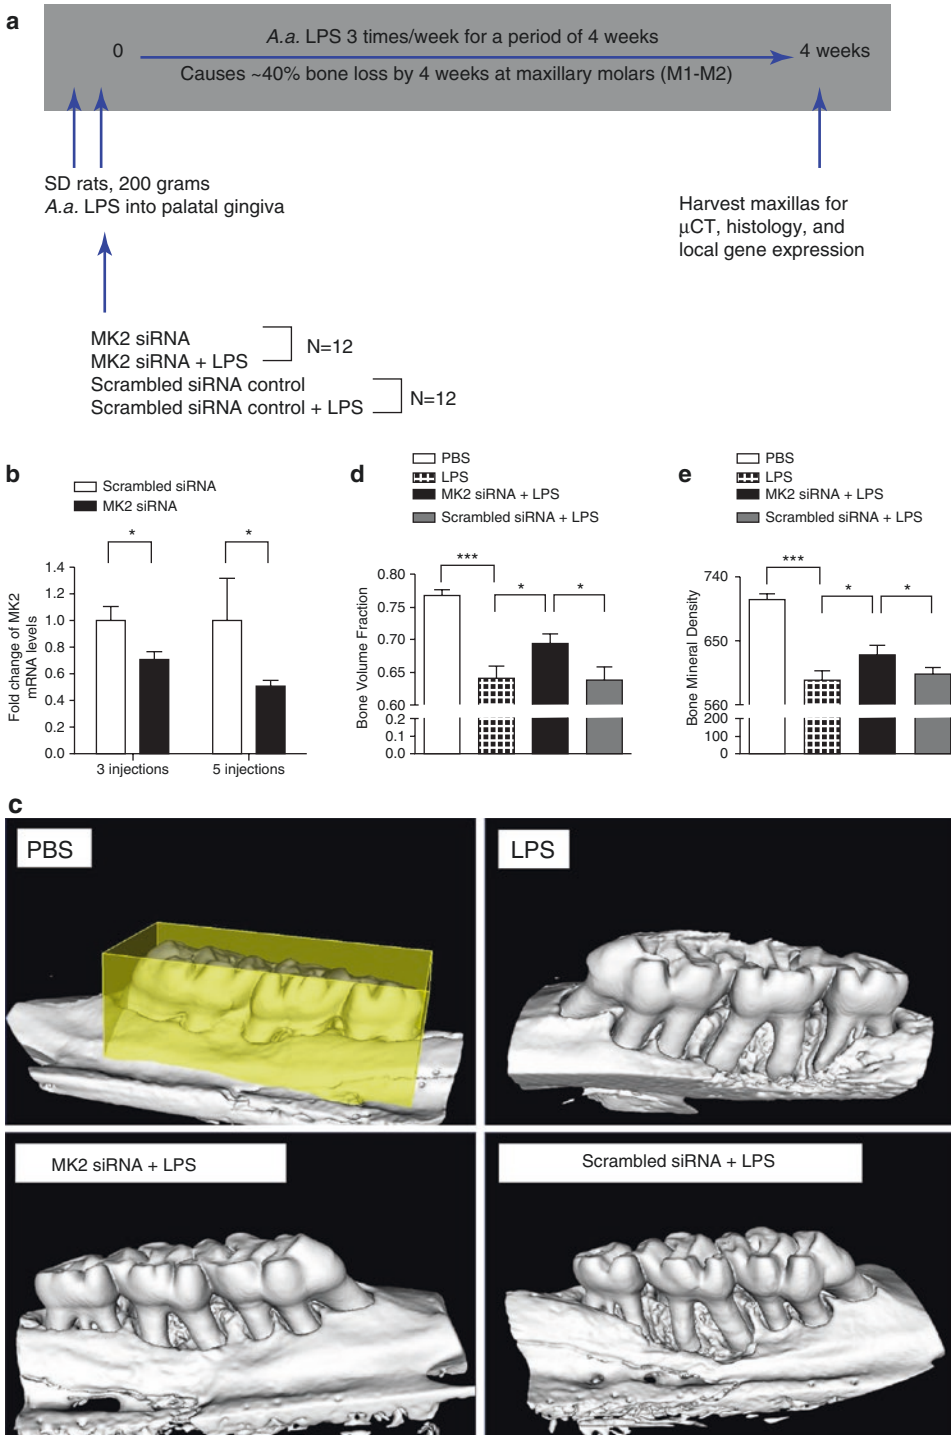 a
0
A.a. LPS 3 times/week for a period of 4 weeks
4 weeks
Causes ~40% bone loss by 4 weeks at maxillary molars (M1-M2)
SD rats, 200 grams
A.a. LPS into palatal gingiva
Harvest maxillas for
µCT, histology, and
local gene expression
MK2 siRNA
MK2 siRNA + LPS
N=12
Scrambled siRNA control
Scrambled siRNA control + LPS
N=12
b
Scrambled siRNA
MK2 siRNA
*
*
Fold change of MK2
mRNA levels
1.4
1.2
1.0
0.8
0.6
0.4
0.2
0.0
3 injections
5 injections
d
PBS
LPS
MK2 siRNA + LPS
Scrambled siRNA + LPS
***
*
*
Bone Volume Fraction
0.80
0.75
0.70
0.65
0.60
0.2
0.0
e
PBS
LPS
MK2 siRNA + LPS
Scrambled siRNA + LPS
***
*
*
Bone Mineral Density
740
650
560
200
100
0
c
PBS
LPS
MK2 siRNA + LPS
Scrambled siRNA + LPS